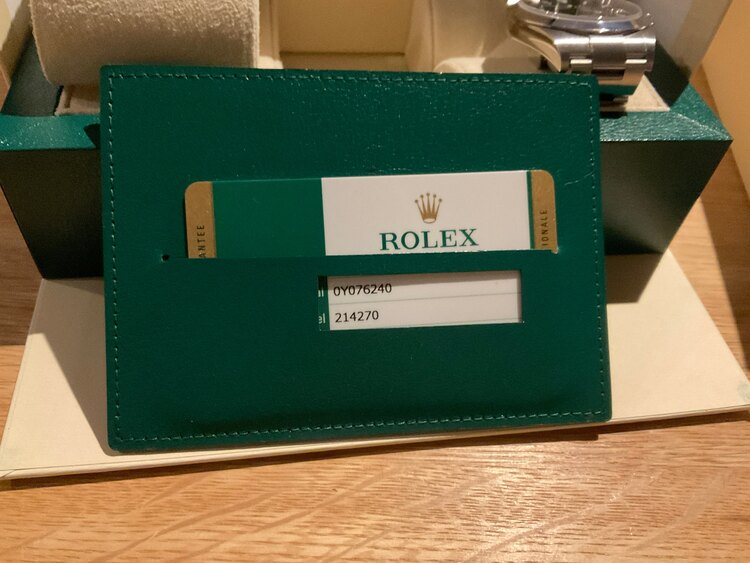 ANTEE
ROLEX
IONALE
0Y076240
214270